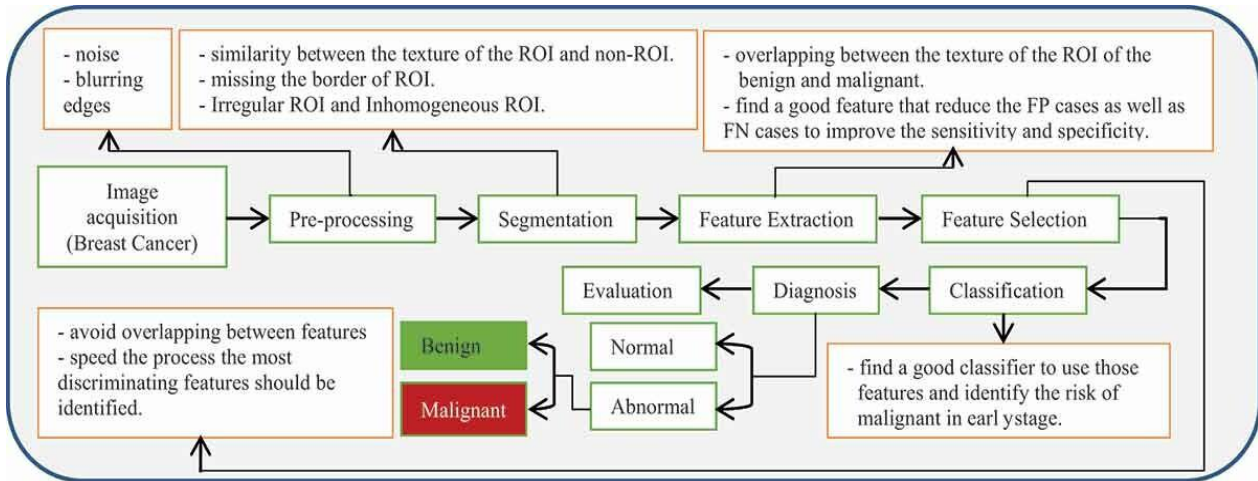 - noise
- blurring
edges
- similarity between the texture of the ROI and non-ROI.
- missing the border of ROI.
- Irregular ROI and Inhomogeneous ROI.
- overlapping between the texture of the ROI of the
benign and malignant.
- find a good feature that reduce the FP cases as well as
FN cases to improve the sensitivity and specificity.
Image
acquisition
(Breast Cancer)
Pre-processing
Segmentation
Feature Extraction
Feature Selection
Evaluation
Diagnosis
Classification
- avoid overlapping between features
- speed the process the most
discriminating features should be
identified.
Benign
Normal
Malignant
Abnormal
- find a good classifier to use those
features and identify the risk of
malignant in earl ystage.